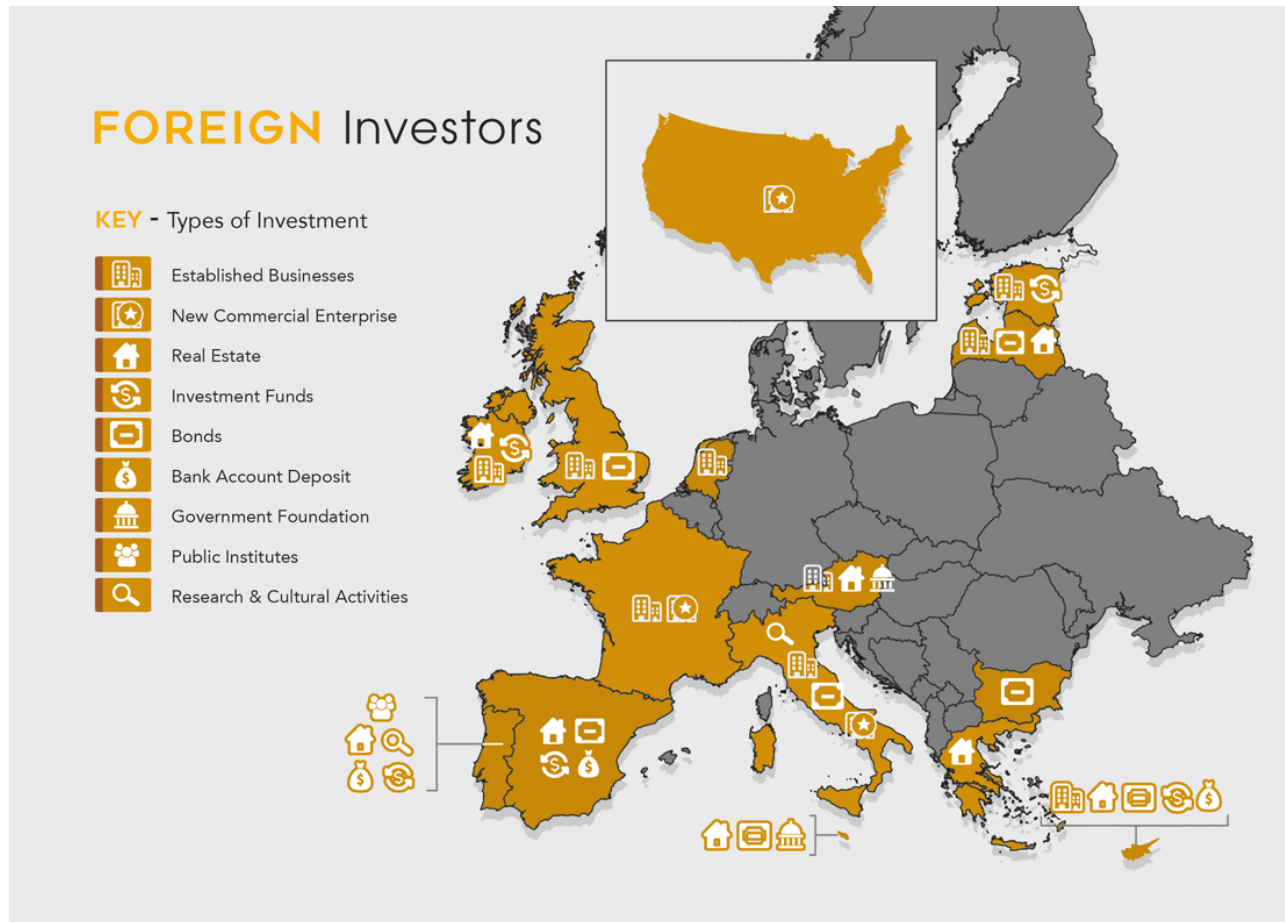 FOREIGN Investors
KEY - Types of Investment
Established Businesses
New Commercial Enterprise
Real Estate
Investment Funds
Bonds
Bank Account Deposit
Government Foundation
Public Institutes
Research & Cultural Activities